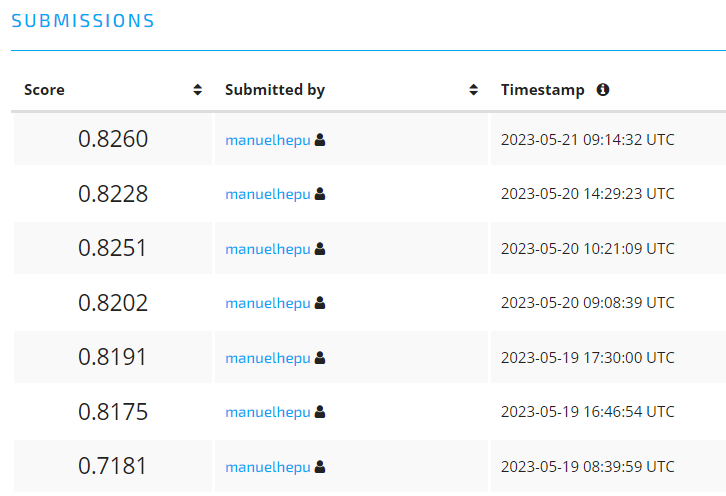 SUBMISSIONS
Score Submitted by Timestamp
0.8260 manuelhepu 2023-05-21 09:14:32 UTC
0.8228 manuelhepu 2023-05-20 14:29:23 UTC
0.8251 manuelhepu 2023-05-20 10:21:09 UTC
0.8202 manuelhepu 2023-05-20 09:08:39 UTC
0.8191 manuelhepu 2023-05-19 17:30:00 UTC
0.8175 manuelhepu 2023-05-19 16:46:54 UTC
0.7181 manuelhepu 2023-05-19 08:39:59 UTC